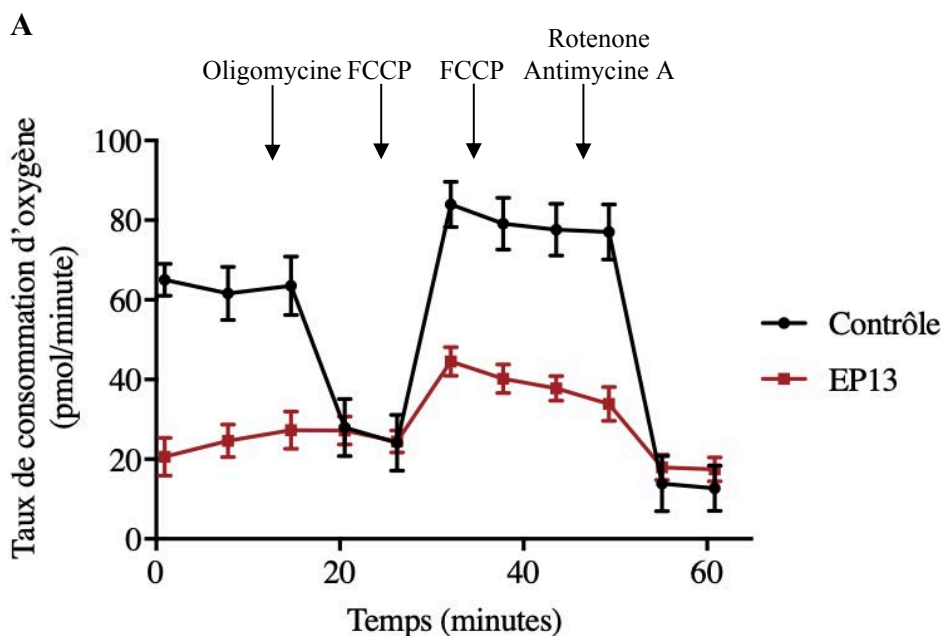 A
Rotenone
Oligomycine FCCP FCCP Antimycine A
100
80
60
40
20
0
Taux de consommation d’oxygène
(pmol/minute)
0 20 40 60
Temps (minutes)
Contrôle
EP13